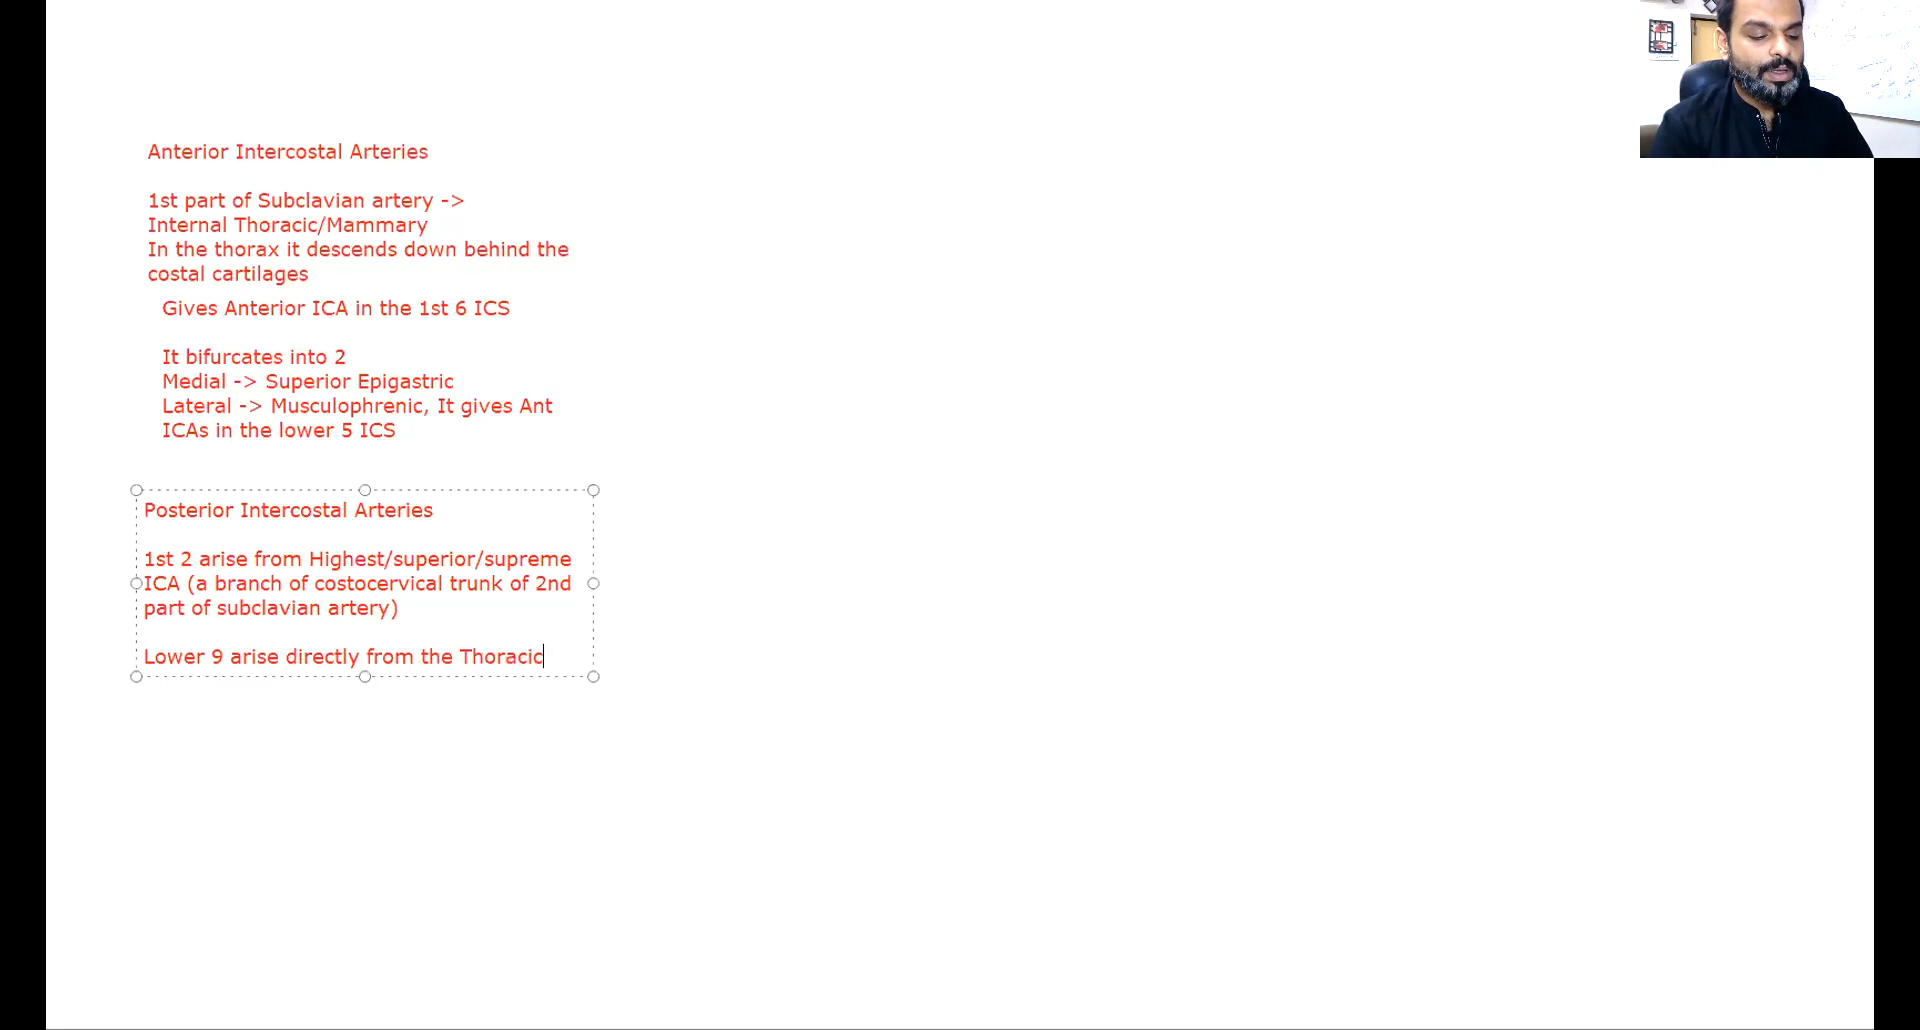 Anterior Intercostal Arteries
1st part of Subclavian artery ->
Internal Thoracic/Mammary
In the thorax it descends down behind the
costal cartilages
Gives Anterior ICA in the 1st 6 ICS
It bifurcates into 2
Medial -> Superior Epigastric
Lateral -> Musculophrenic, It gives Ant
ICAs in the lower 5 ICS
Posterior Intercostal Arteries
1st 2 arise from Highest/superior/supreme
ICA (a branch of costocervical trunk of 2nd
part of subclavian artery)
Lower 9 arise directly from the Thoracic